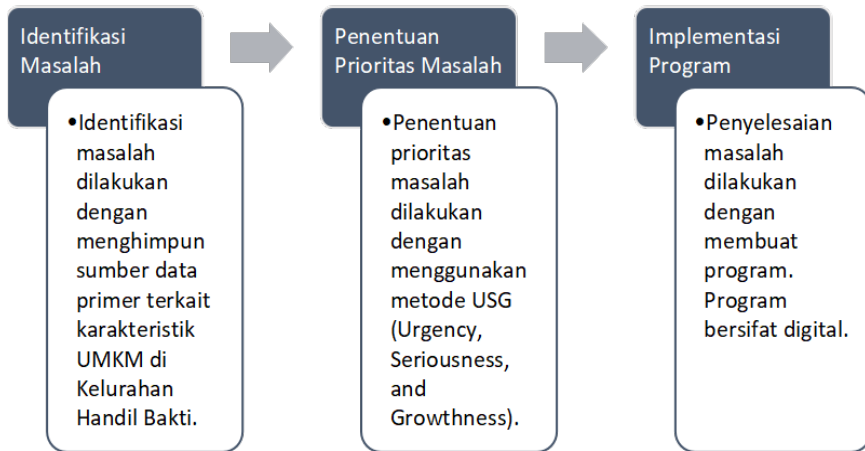 Identifikasi
Masalah
•Identifikasi
masalah
dilakukan
dengan
menghimpun
sumber data
primer terkait
karakteristik
UMKM di
Kelurahan
Handil Bakti.
Penentuan
Prioritas Masalah
•Penentuan
prioritas
masalah
dilakukan
dengan
menggunakan
metode USG
(Urgency,
Seriousness,
and
Growthness).
Implementasi
Program
•Penyelesaian
masalah
dilakukan
dengan
membuat
program.
Program
bersifat digital.